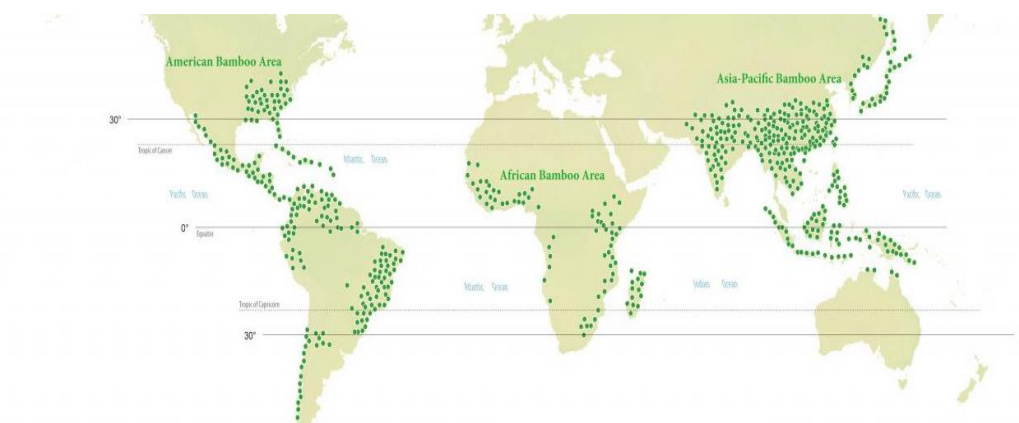 American Bamboo Area
Asia-Pacific Bamboo Area
30°
Tropic of Cancer
Atlantic Ocean
African Bamboo Area
Pacific Ocean
Pacific Ocean
0°
Equator
Atlantic Ocean
Indian Ocean
Tropic of Capricorn
30°